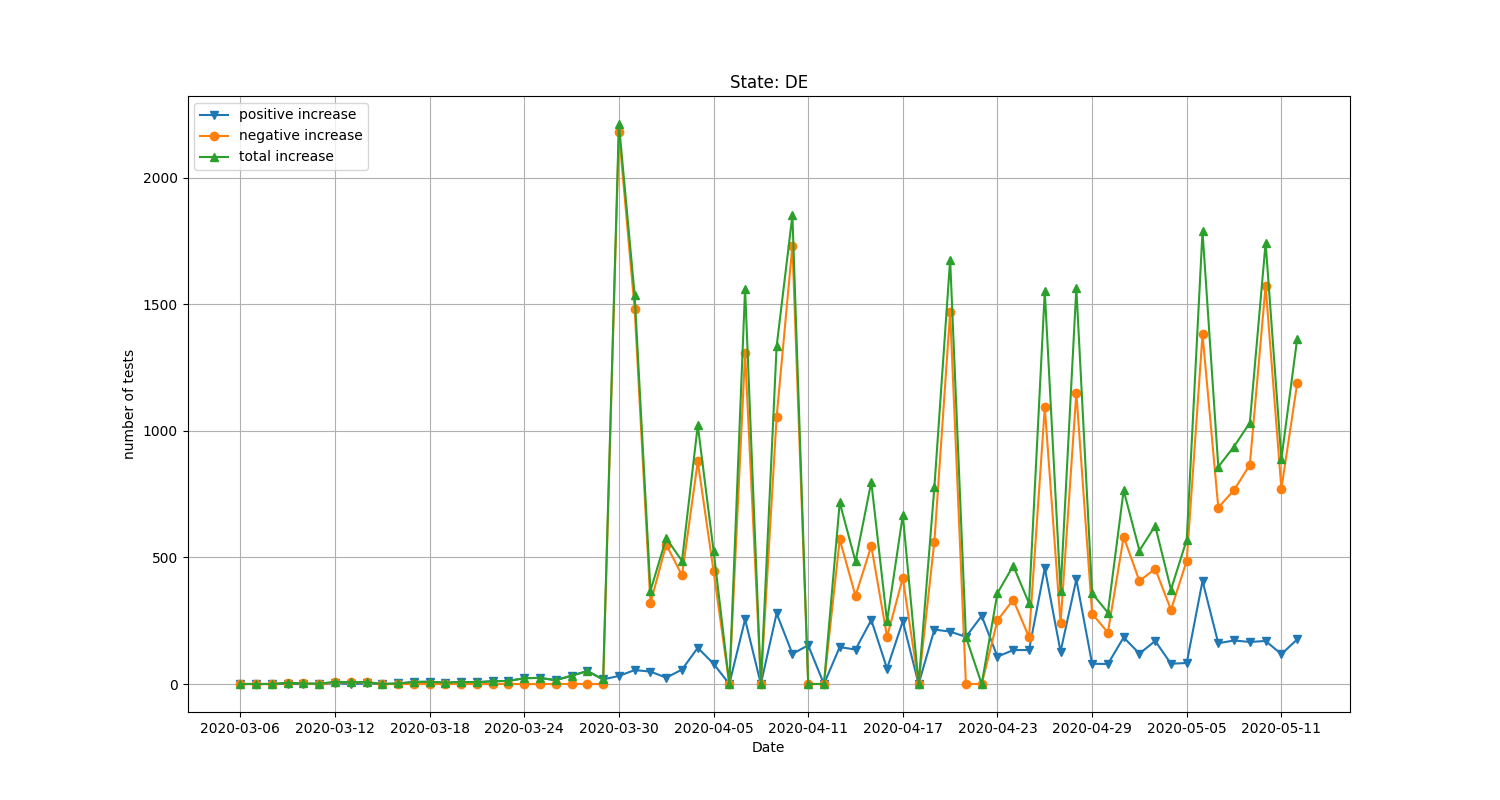 State: DE
positive increase
negative increase
total increase
number of tests
2000
1500
1000
500
0
2020-03-06 2020-03-12 2020-03-18 2020-03-24 2020-03-30 2020-04-05 2020-04-11 2020-04-17 2020-04-23 2020-04-29 2020-05-05 2020-05-11
Date